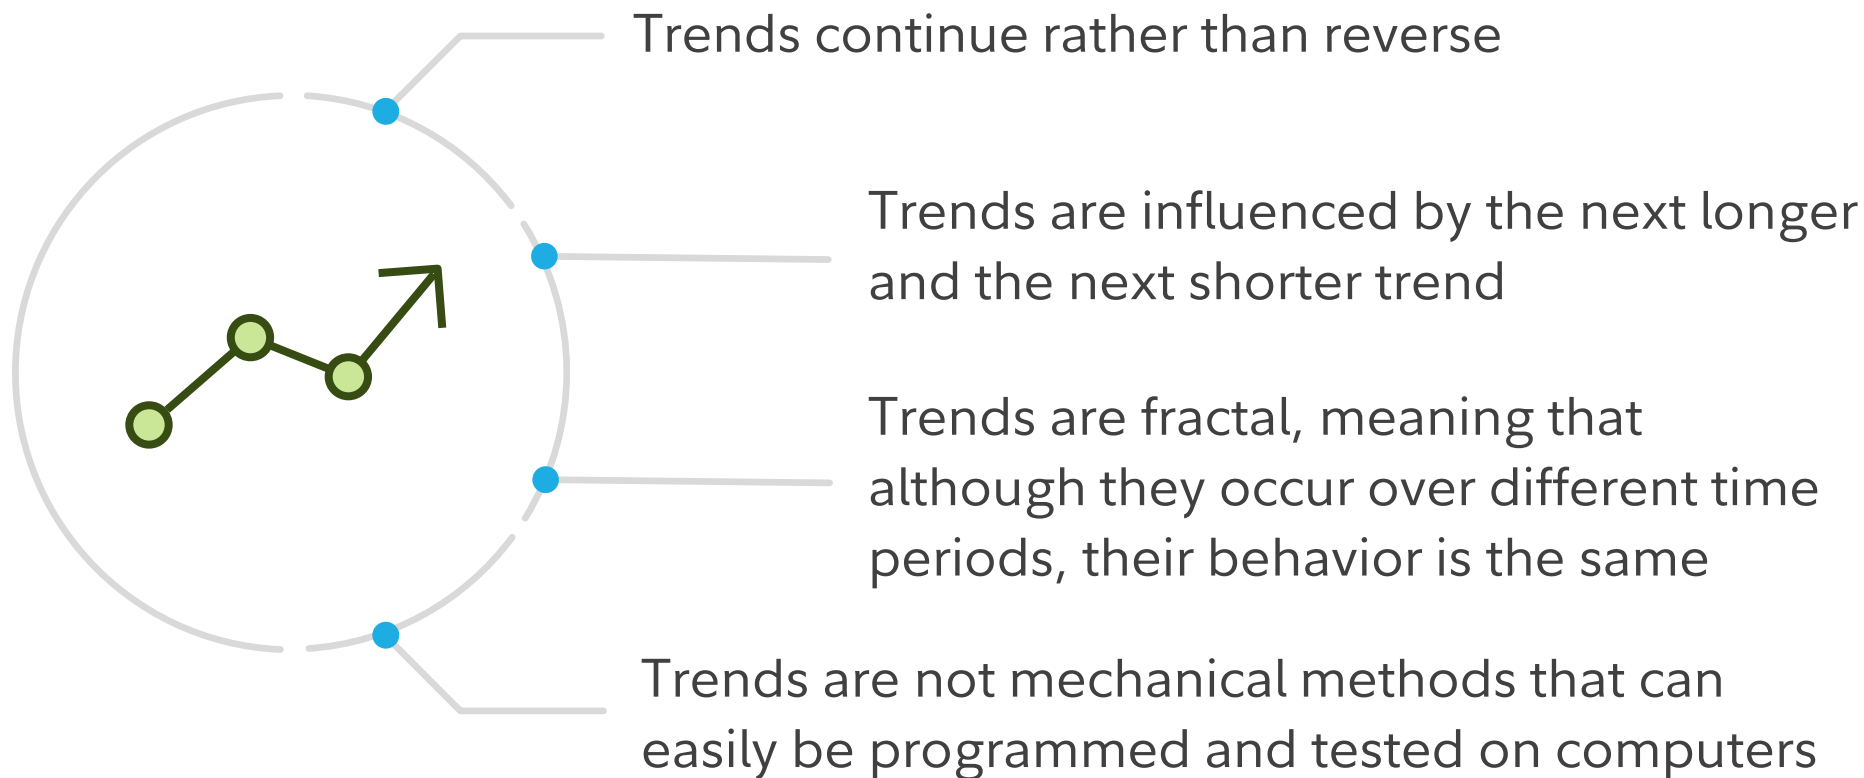 Trends continue rather than reverse
Trends are influenced by the next longer
and the next shorter trend
Trends are fractal, meaning that
although they occur over different time
periods, their behavior is the same
Trends are not mechanical methods that can
easily be programmed and tested on computers